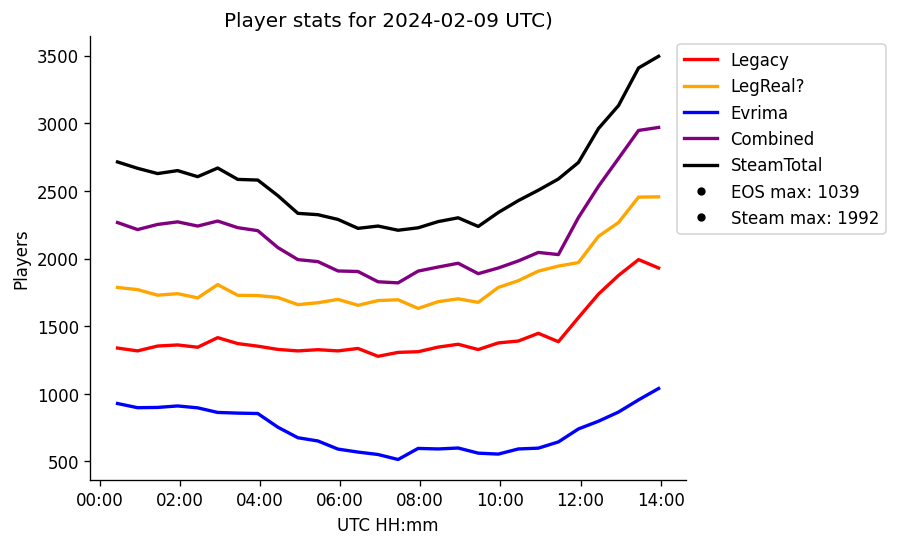 Player stats for 2024-02-09 UTC)
3500
3000
2500
2000
1500
1000
500
Players
00:00 02:00 04:00 06:00 08:00 10:00 12:00 14:00
UTC HH:mm
Legacy
LegReal?
Evrima
Combined
SteamTotal
EOS max: 1039
Steam max: 1992